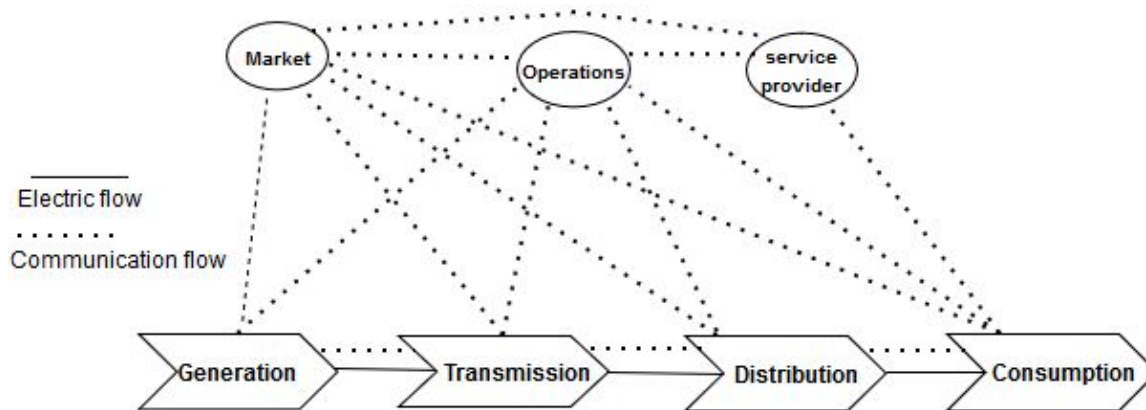 Market
Operations
service
provider
Electric flow
Communication flow
Generation
Transmission
Distribution
Consumption